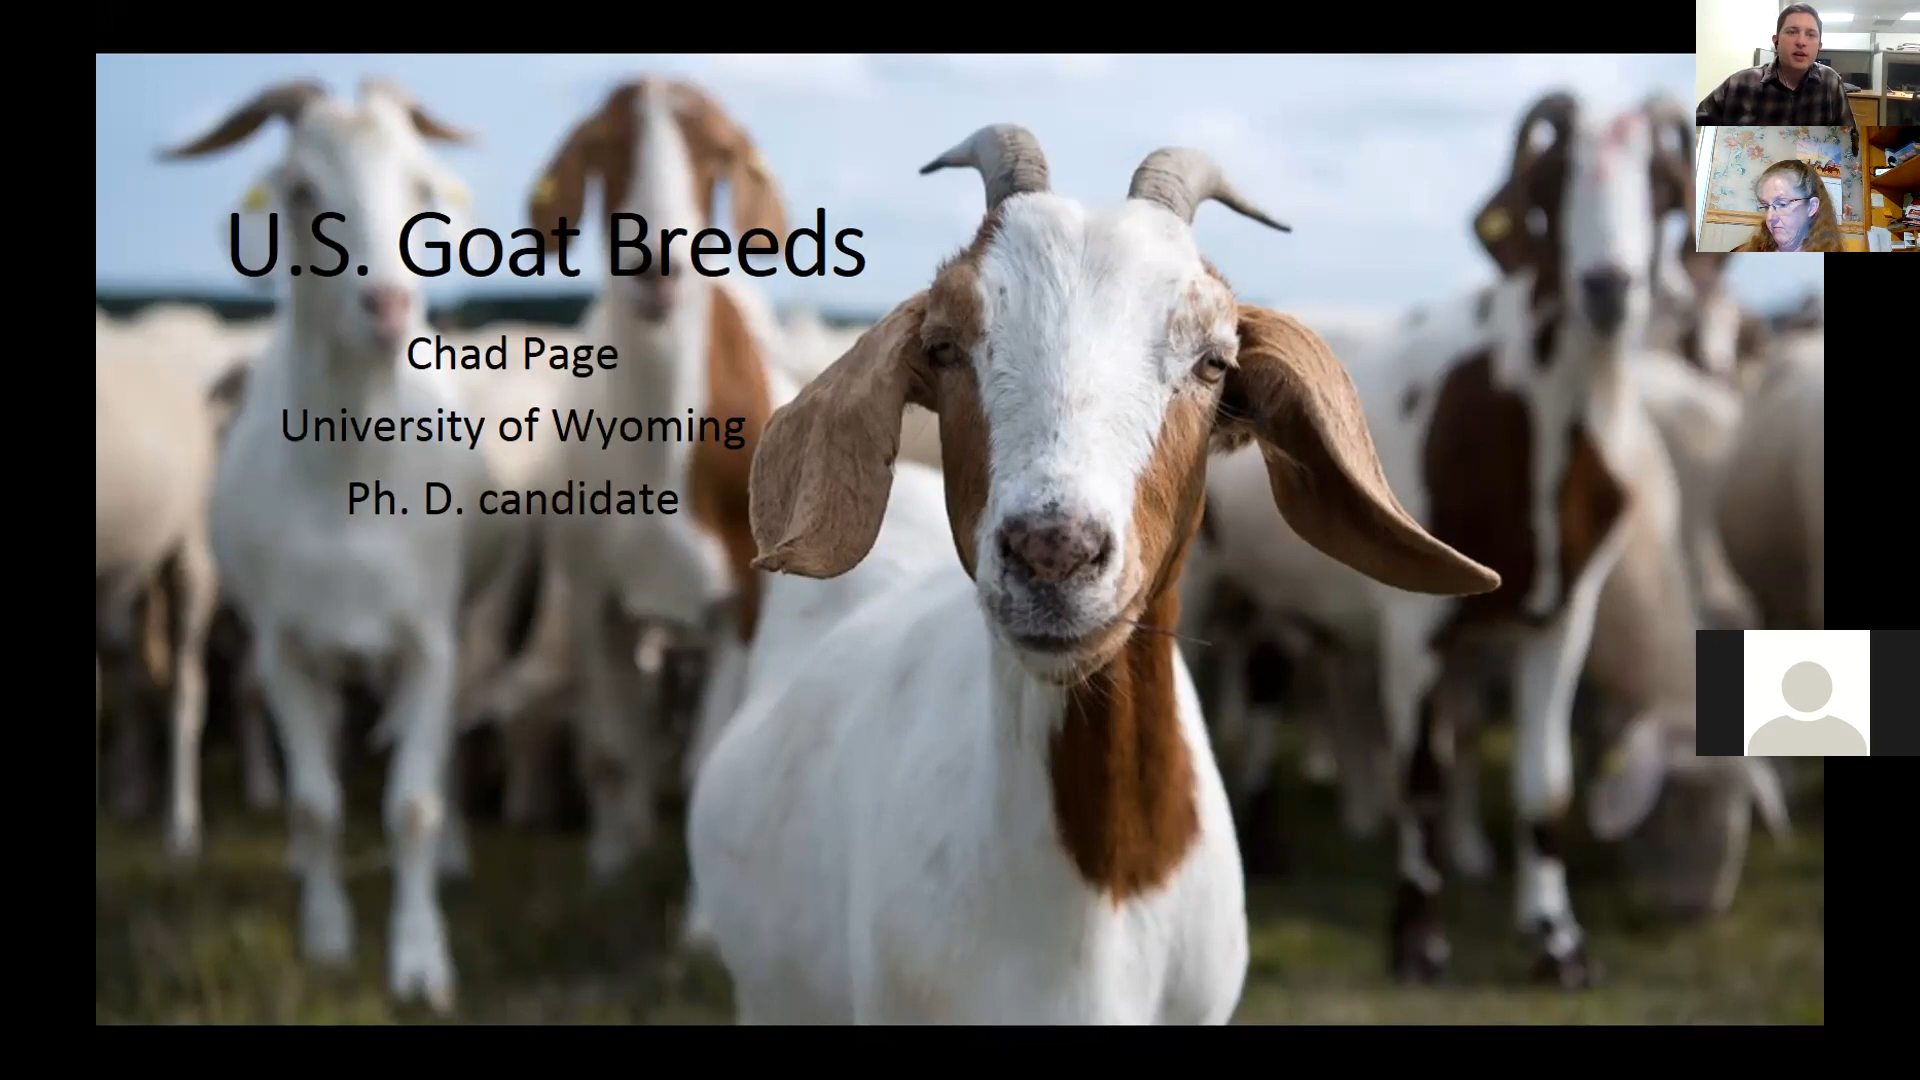 U.S. Goat Breeds
Chad Page
University of Wyoming
Ph. D. candidate